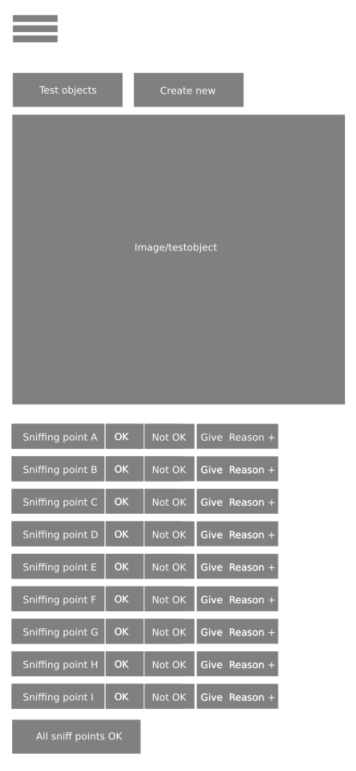 Test objects Create new
Image/testobject
Sniffing point A OK Not OK Give Reason +
Sniffing point B OK Not OK Give Reason +
Sniffing point C OK Not OK Give Reason +
Sniffing point D OK Not OK Give Reason +
Sniffing point E OK Not OK Give Reason +
Sniffing point F OK Not OK Give Reason +
Sniffing point G OK Not OK Give Reason +
Sniffing point H OK Not OK Give Reason +
Sniffing point I OK Not OK Give Reason +
All sniff points OK